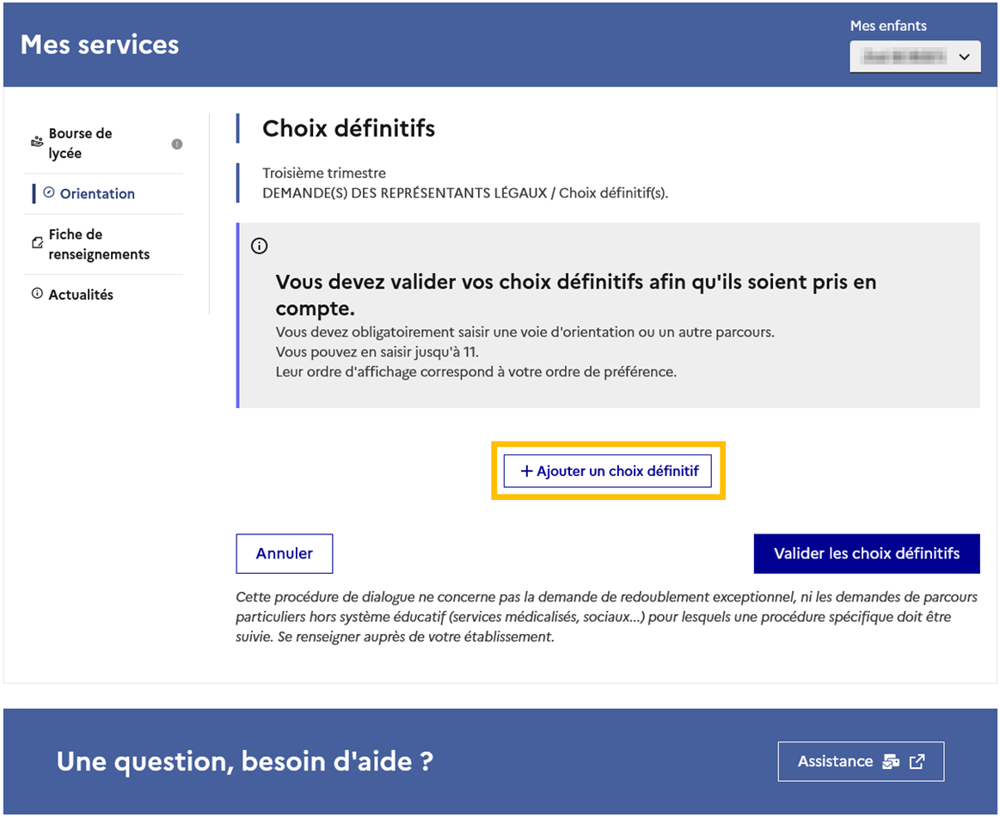 Mes services
Mes enfants
Bourse de
lycée
Orientation
Fiche de
renseignements
Actualités
Choix définitifs
Troisième trimestre
DEMANDE(S) DES REPRÉSENTANTS LÉGAUX / Choix définitif(s).
Vous devez valider vos choix définitifs afin qu'ils soient pris en
compte.
Vous devez obligatoirement saisir une voie d'orientation ou un autre parcours.
Vous pouvez en saisir jusqu'à 11.
Leur ordre d'affichage correspond à votre ordre de préférence.
+ Ajouter un choix définitif
Annuler
Valider les choix définitifs
Cette procédure de dialogue ne concerne pas la demande de redoublement exceptionnel, ni les demandes de parcours
particuliers hors système éducatif (services médicalisés, sociaux...) pour lesquels une procédure spécifique doit être
suivie. Se renseigner auprès de votre établissement.
Une question, besoin d'aide ?
Assistance